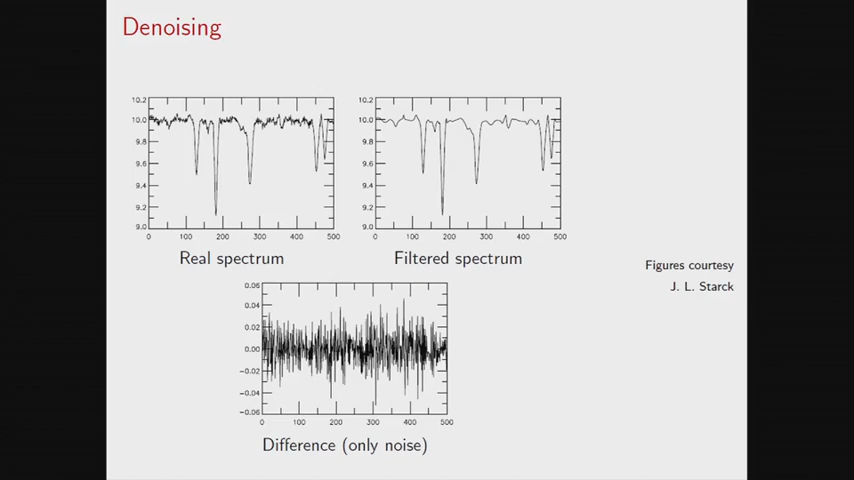 Denoising
10.2
10.0
9.8
9.6
9.4
9.2
9.0
0 100 200 300 400 500
Real spectrum
10.2
10.0
9.8
9.6
9.4
9.2
9.0
0 100 200 300 400 500
Filtered spectrum
Figures courtesy
J. L. Starck
0.06
0.04
0.02
0.00
-0.02
-0.04
-0.06
0 100 200 300 400 500
Difference (only noise)